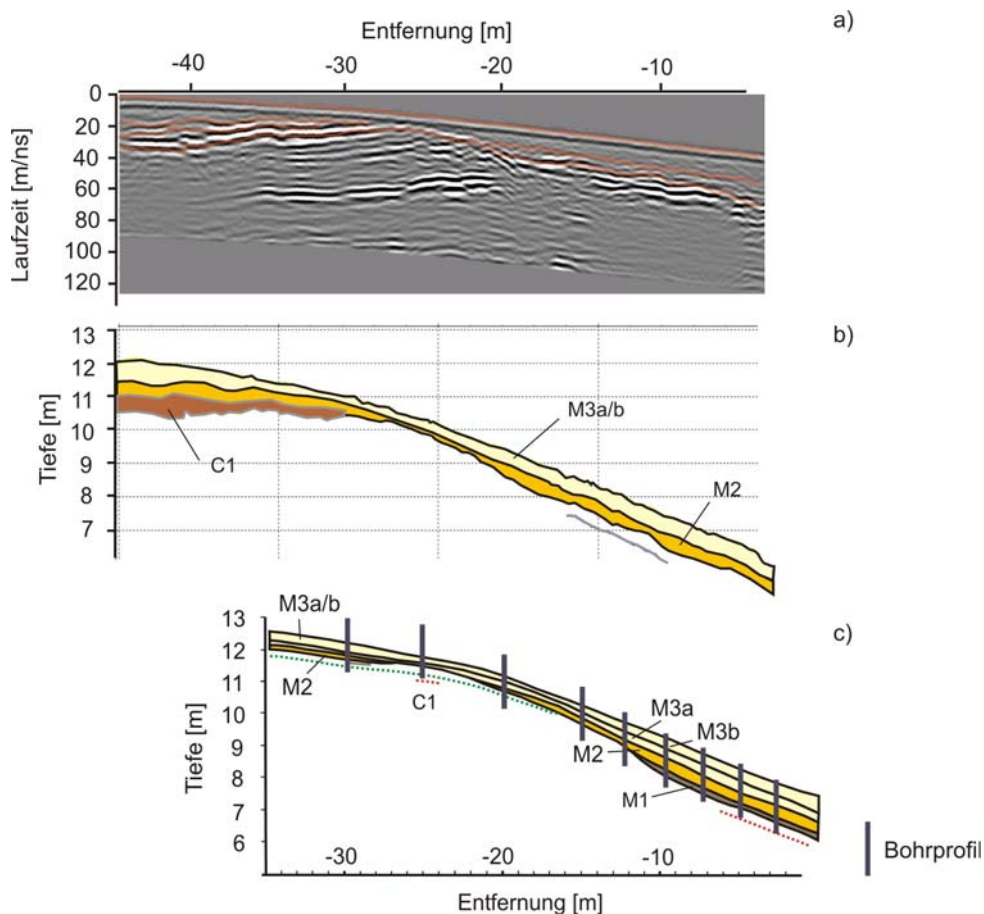 a)
Entfernung [m]
-40 -30 -20 -10
Laufzeit [m/ns]
0
20
40
60
80
100
120
b)
Tiefe [m]
13
12
11
10
9
8
7
M3a/b
C1
M2
c)
Tiefe [m]
13
12
11
10
9
8
7
6
M3a/b
M2
C1
M3a
M3b
M2
M1
-30 -20 -10
Entfernung [m]
Bohrprofil